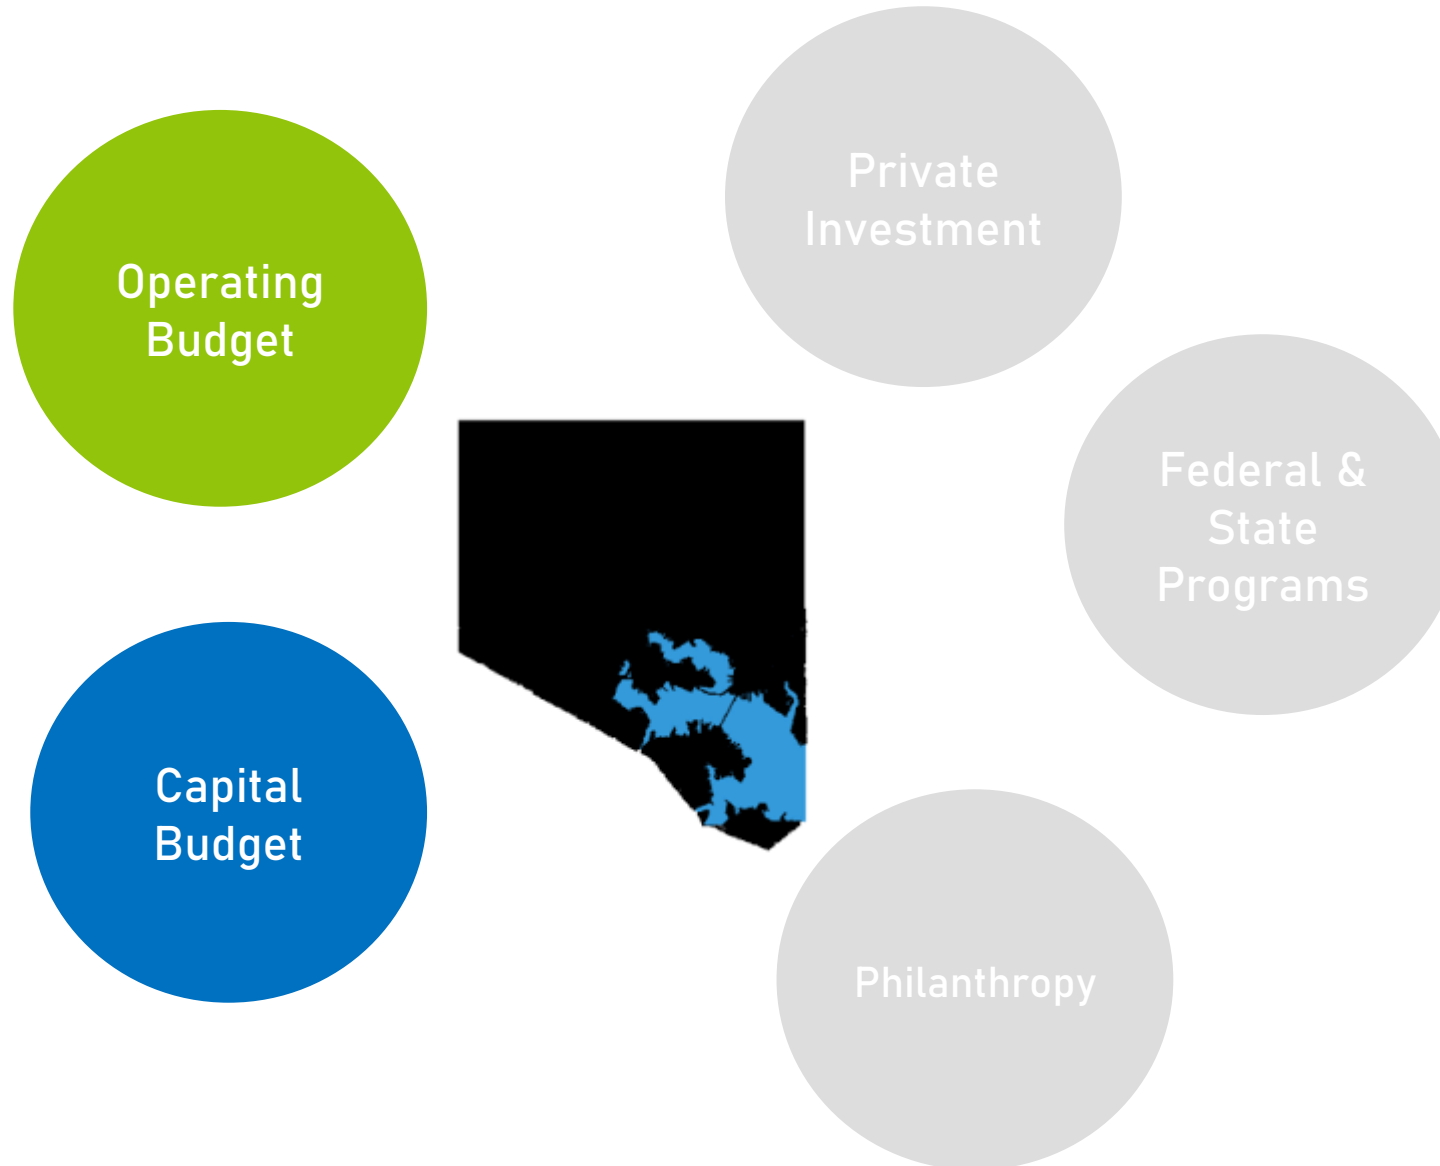 Operating
Budget
Private
Investment
Federal &
State
Programs
Capital
Budget
Philanthropy